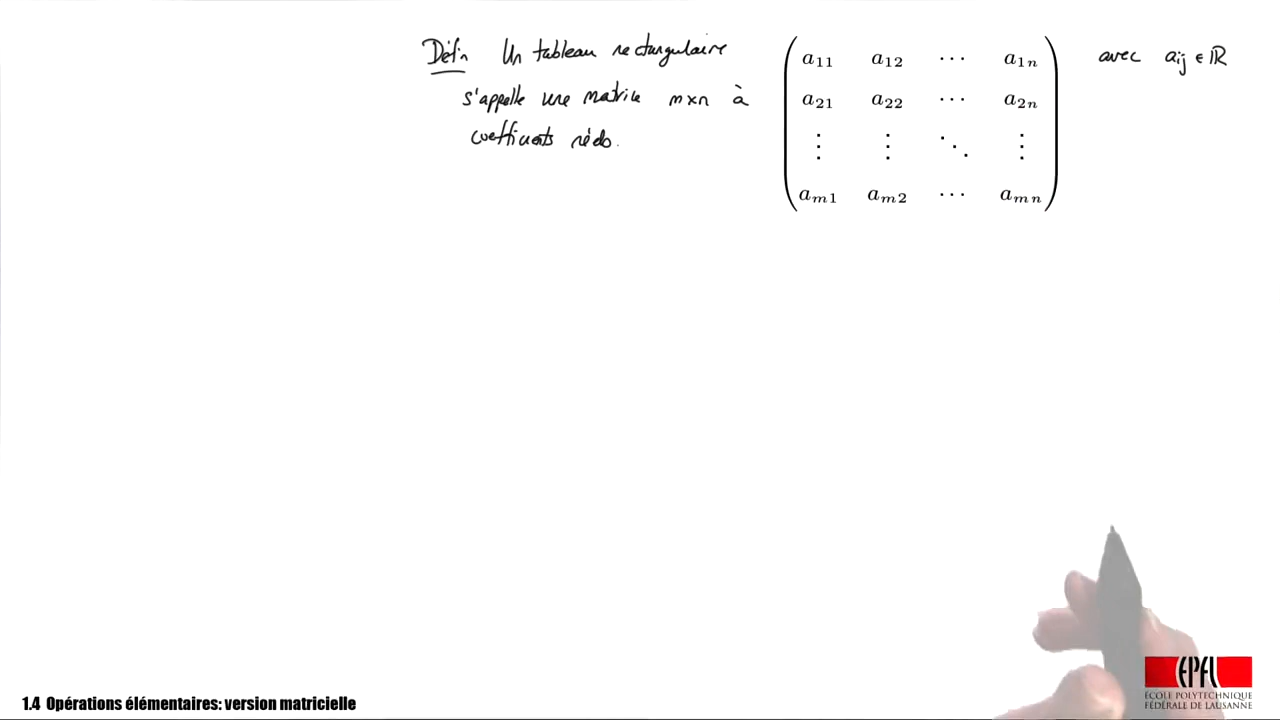 Défn Un tableau rectangulaire
s'appelle une matrice m×n à
coefficients réels.
a₁₁ a₁₂ ⋯ a₁ₙ
a₂₁ a₂₂ ⋯ a₂ₙ
⋮ ⋮ ⋱ ⋮
aₘ₁ aₘ₂ ⋯ aₘₙ
avec aij ∈ ℝ
1.4 Opérations élémentaires: version matricielle
EPFL
ÉCOLE POLYTECHNIQUE
FÉDÉRALE DE LAUSANNE